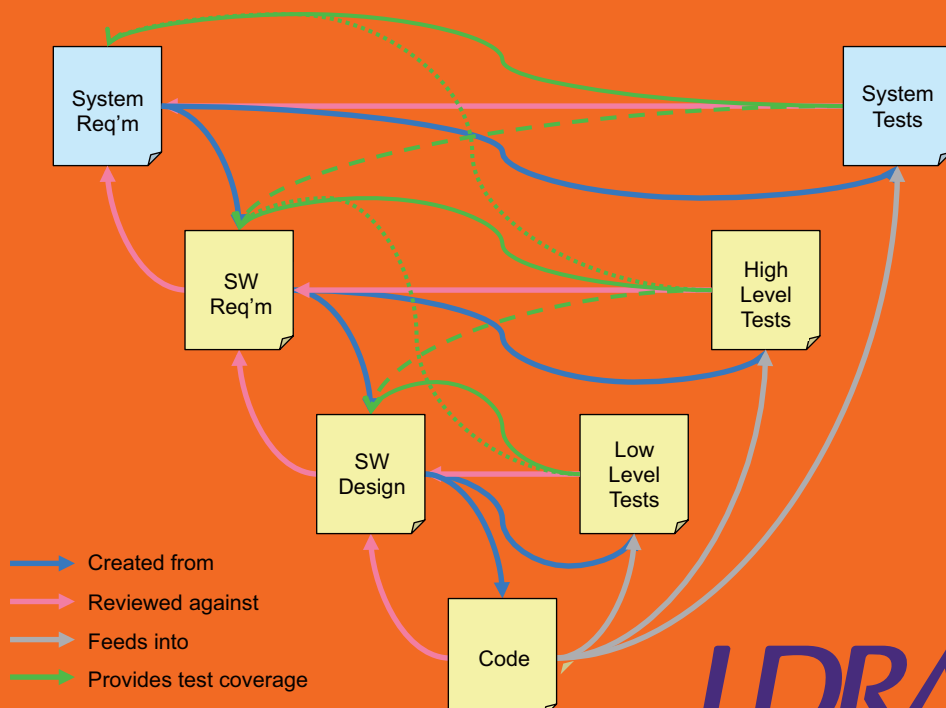 System
Req'm
System
Tests
SW
Req'm
High
Level
Tests
SW
Design
Low
Level
Tests
Created from
Reviewed against
Feeds into
Provides test coverage
Code
LDRA